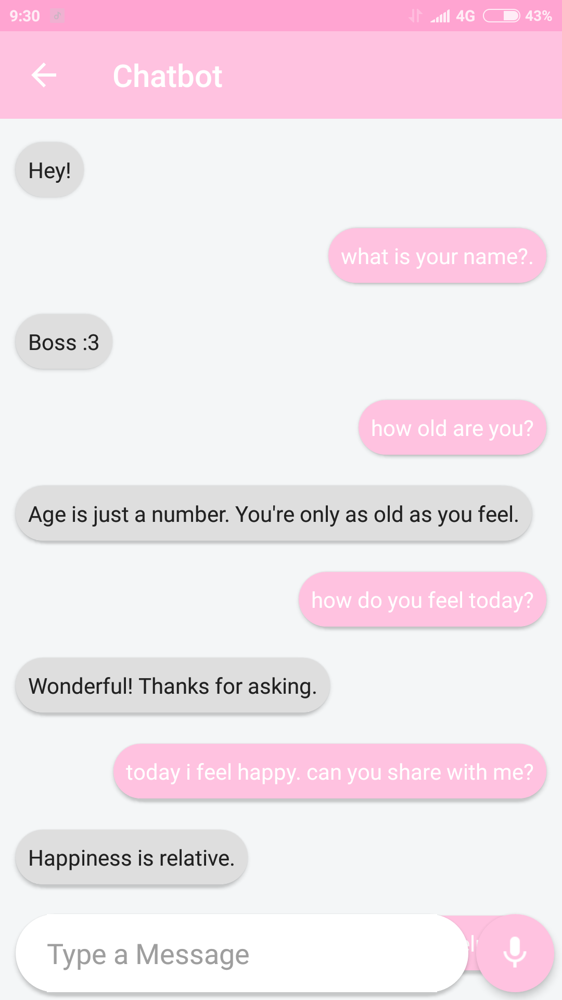 9:30 4G 43%
Chatbot
Hey!
what is your name?.
Boss :3
how old are you?
Age is just a number. You're only as old as you feel.
how do you feel today?
Wonderful! Thanks for asking.
today i feel happy. can you share with me?
Happiness is relative.
Type a Message